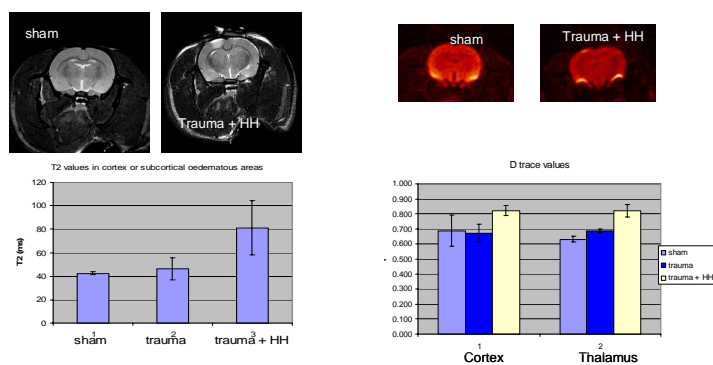 sham
Trauma + HH
sham
Trauma + HH
T2 values in cortex or subcortical oedematous areas
T2 (ms)
120
100
80
60
40
20
0
1
2
3
sham
trauma
trauma + HH
D trace values
1.000
0.900
0.800
0.700
0.600
0.500
0.400
0.300
0.200
0.100
0.000
1
2
Cortex
Thalamus
sham
trauma
trauma + HH